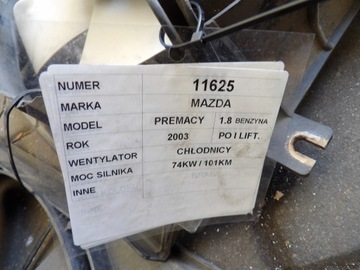 NUMER 11625
MARKA MAZDA
MODEL PREMACY 1.8 BENZYNA
ROK 2003 PO I LIFT.
WENTYLATOR CHŁODNICY
MOC SILNIKA 74KW / 101KM
INNE